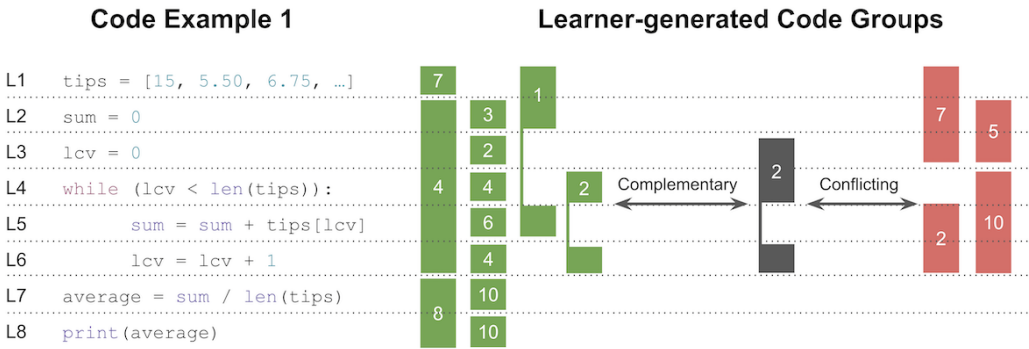 Code Example 1
Learner-generated Code Groups
L1 tips = [15, 5.50, 6.75, …] 7 1 7
L2 sum = 0 3 5
L3 lcv = 0 2 2
L4 while (lcv < len(tips)): 4 4 2 Complementary Conflicting
L5 sum = sum + tips[lcv] 6 2 10
L6 lcv = lcv + 1 4
L7 average = sum / len(tips) 10
L8 print(average) 8 10